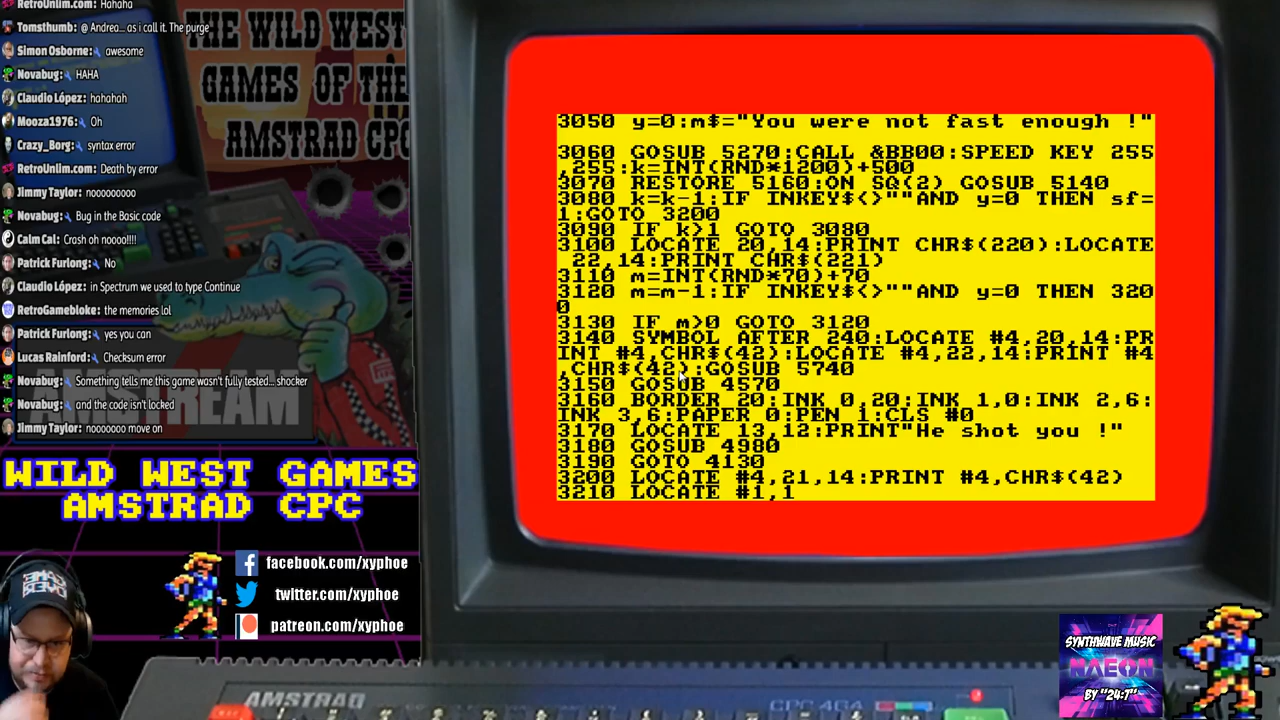 RetroUnlim.com: Hahaha
Tomsthumb: @ Andrea... as i call it. The purge
Simon Osborne: awesome
Novabug: HAHA
Claudio López: hahahah
Mooza1976: Oh
Crazy_Borg: syntax error
RetroUnlim.com: Death by error
Jimmy Taylor: nooooooooo
Novabug: Bug in the Basic code
Calm Cal: Crash oh noooo!!!!
Patrick Furlong: No
Claudio López: in Spectrum we used to type Continue
RetroGamebloke: the memories lol
Patrick Furlong: yes you can
Lucas Rainford: Checksum error
Novabug: Something tells me this game wasn't fully tested... shocker
Novabug: and the code isn't locked
Jimmy Taylor: nooooooo move on
THE WILD WEST
GAMES OF THE
AMSTRAD CPC
AMSTREAM
WILD WEST GAMES
AMSTRAD CPC
facebook.com/xyphoe
twitter.com/xyphoe
patreon.com/xyphoe
3050 y=0:m$="You were not fast enough !"
3060 GOSUB 5270:CALL &BB00:SPEED KEY 255
,255:k=INT(RND*1200)+500
3070 RESTORE 5160:ON SQ(2) GOSUB 5140
3080 k=k-1:IF INKEY$<>""AND y=0 THEN sf=
1:GOTO 3200
3090 IF k>1 GOTO 3080
3100 LOCATE 20,14:PRINT CHR$(220):LOCATE
22,14:PRINT CHR$(221)
3110 m=INT(RND*70)+70
3120 m=m-1:IF INKEY$<>""AND y=0 THEN 320
0
3130 IF m>0 GOTO 3120
3140 SYMBOL AFTER 240:LOCATE #4,20,14:PR
INT #4,CHR$(42):LOCATE #4,22,14:PRINT #4
,CHR$(42):GOSUB 5740
3150 GOSUB 4570
3160 BORDER 20:INK 0,20:INK 1,0:INK 2,6:
INK 3,6:PAPER 0:PEN 1:CLS #0
3170 LOCATE 13,12:PRINT"He shot you !"
3180 GOSUB 4980
3190 GOTO 4130
3200 LOCATE #4,21,14:PRINT #4,CHR$(42)
3210 LOCATE #1,1
AMSTRAD
CPC 464
SYNTHWAVE MUSIC
NAEON
BY "24:7"